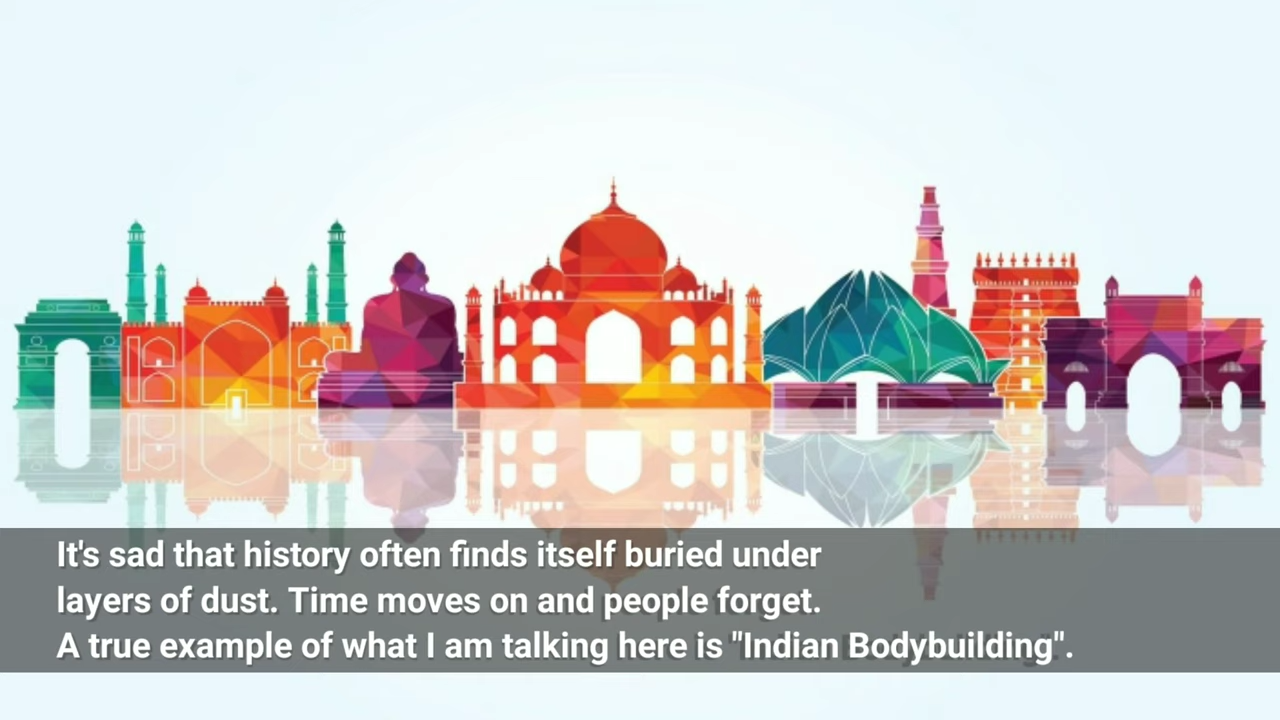 It's sad that history often finds itself buried under
layers of dust. Time moves on and people forget.
A true example of what I am talking here is "Indian Bodybuilding".